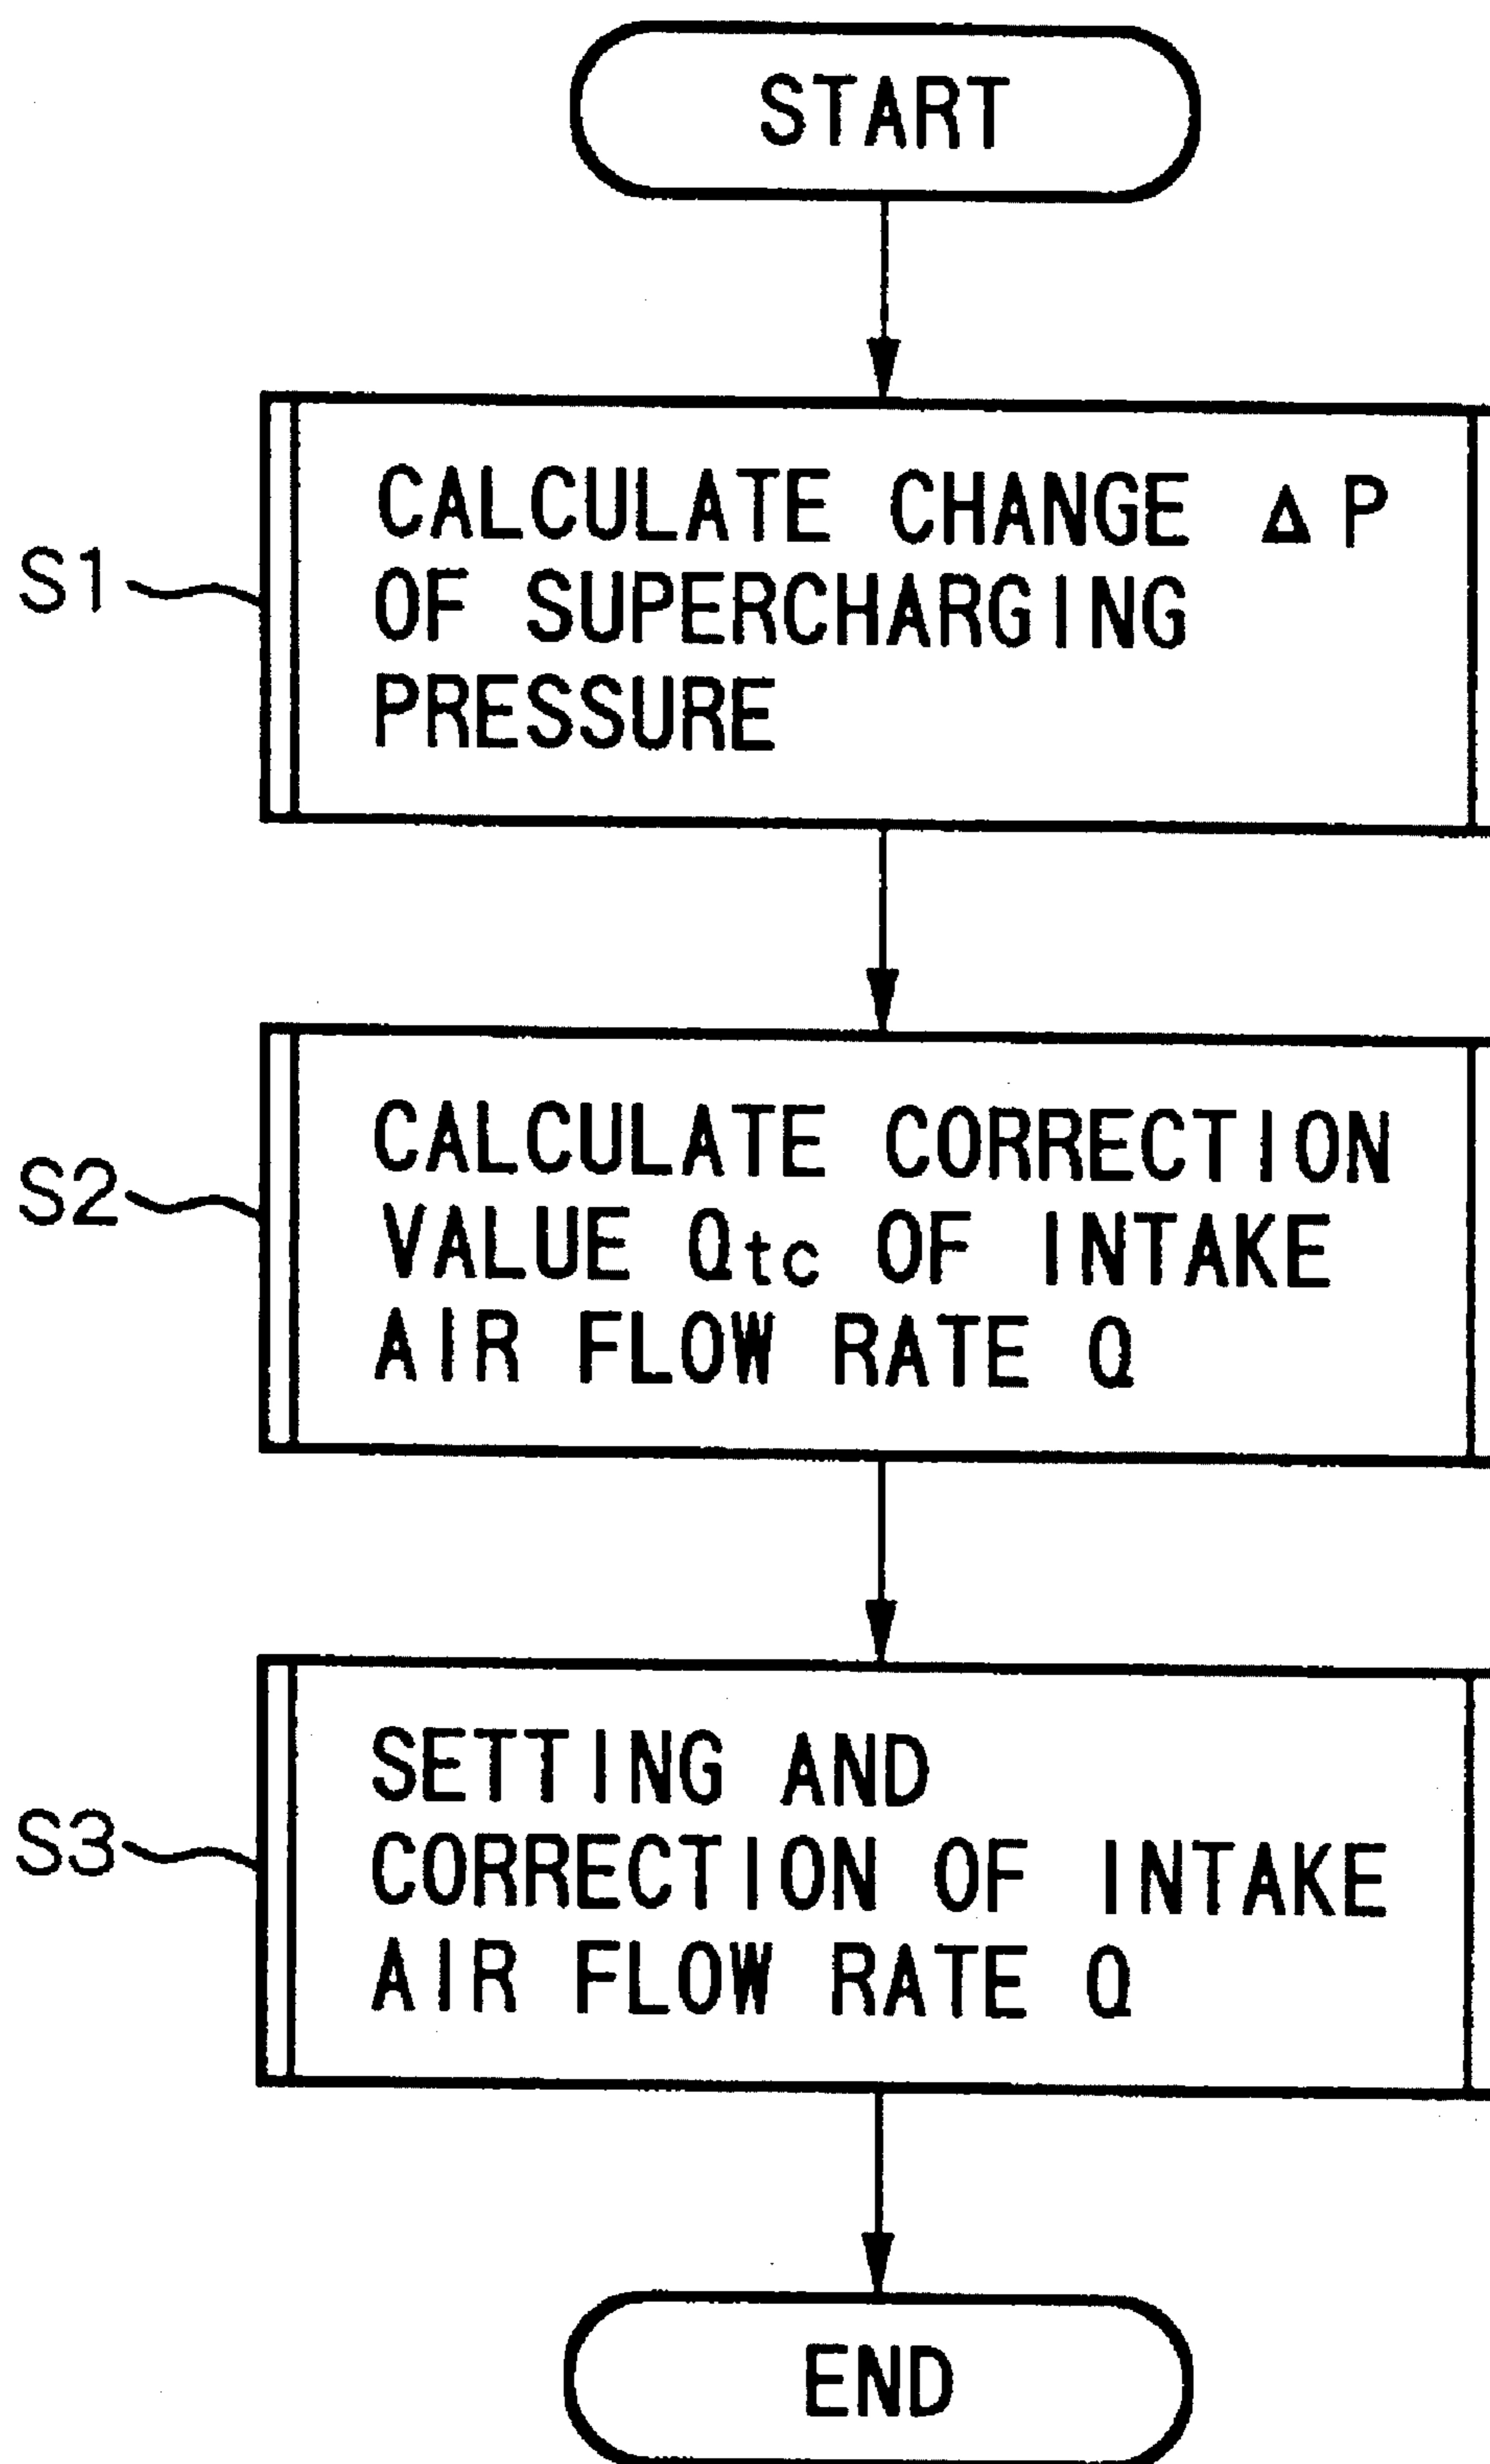 START
CALCULATE CHANGE Δ P
OF SUPERCHARGING
PRESSURE
S1
CALCULATE CORRECTION
VALUE Qtc OF INTAKE
AIR FLOW RATE Q
S2
SETTING AND
CORRECTION OF INTAKE
AIR FLOW RATE Q
S3
END